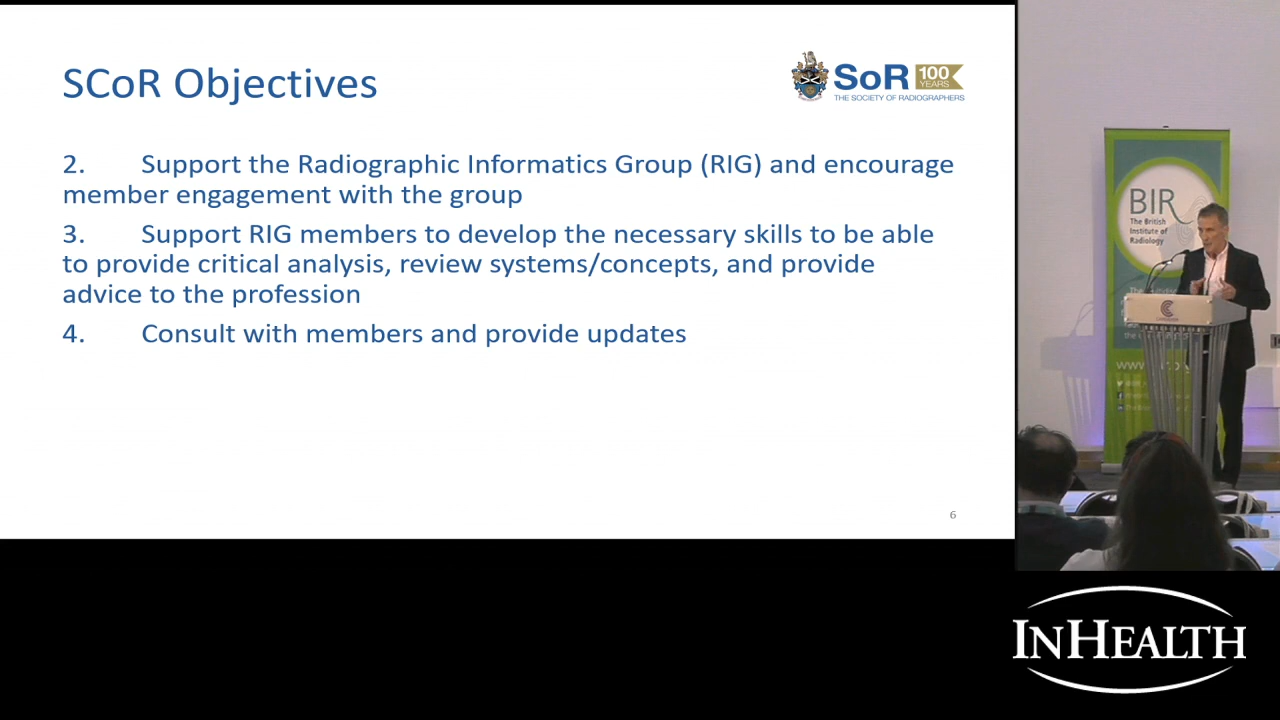 SCoR Objectives
SoR 100 YEARS
THE SOCIETY OF RADIOGRAPHERS
2. Support the Radiographic Informatics Group (RIG) and encourage
member engagement with the group
3. Support RIG members to develop the necessary skills to be able
to provide critical analysis, review systems/concepts, and provide
advice to the profession
4. Consult with members and provide updates
6
BIR
The British
Institute of
Radiology
INHEALTH